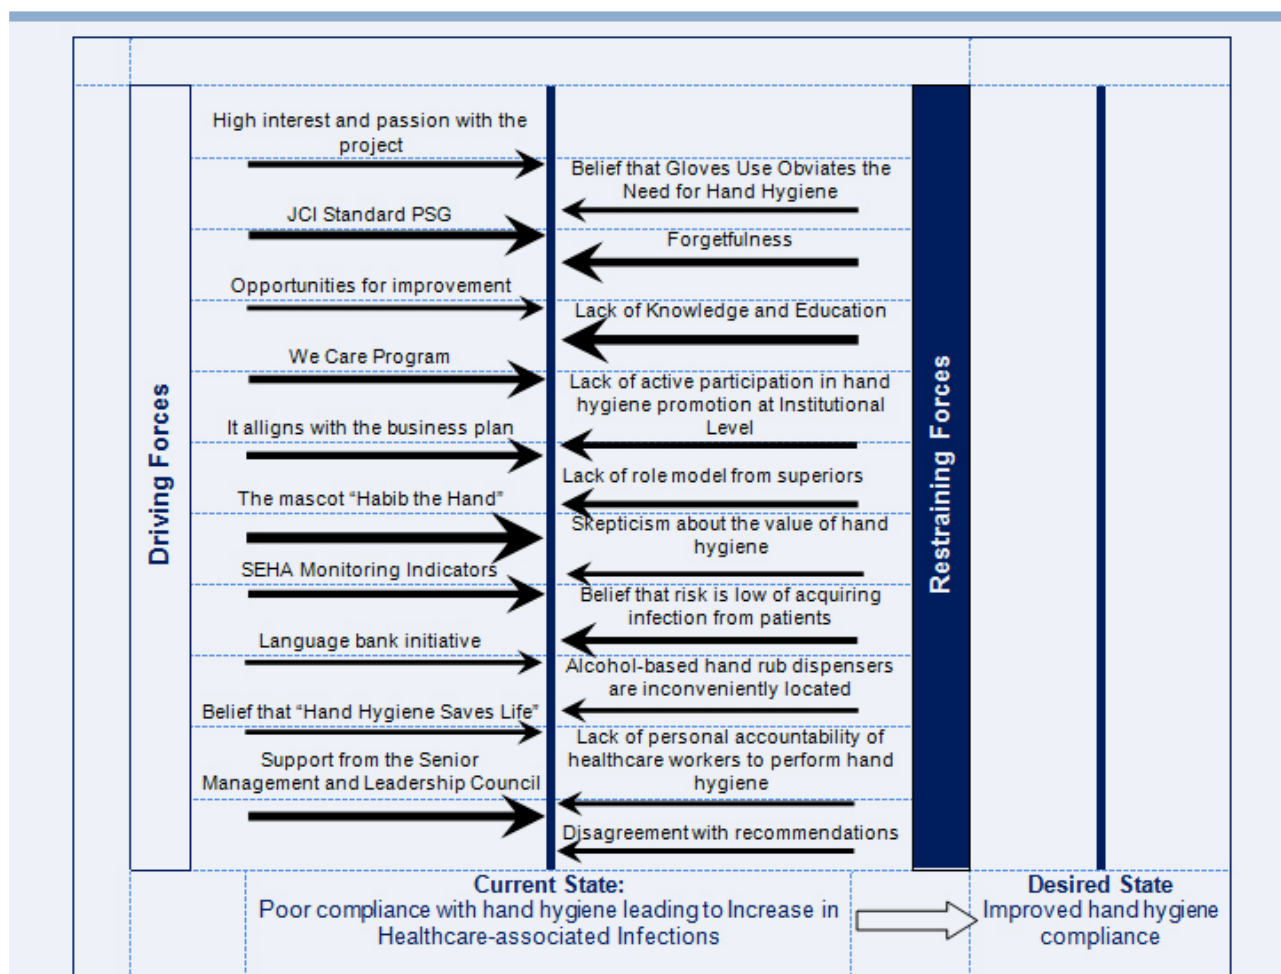 Driving Forces
High interest and passion with the
project
JCI Standard PSG
Opportunities for improvement
We Care Program
It alligns with the business plan
The mascot “Habib the Hand”
SEHA Monitoring Indicators
Language bank initiative
Belief that “Hand Hygiene Saves Life”
Support from the Senior
Management and Leadership Council
Belief that Gloves Use Obviates the
Need for Hand Hygiene
Forgetfulness
Lack of Knowledge and Education
Lack of active participation in hand
hygiene promotion at Institutional
Level
Lack of role model from superiors
Skepticism about the value of hand
hygiene
Belief that risk is low of acquiring
infection from patients
Alcohol-based hand rub dispensers
are inconveniently located
Lack of personal accountability of
healthcare workers to perform hand
hygiene
Disagreement with recommendations
Restraining Forces
Current State:
Poor compliance with hand hygiene leading to Increase in
Healthcare-associated Infections
Desired State
Improved hand hygiene
compliance